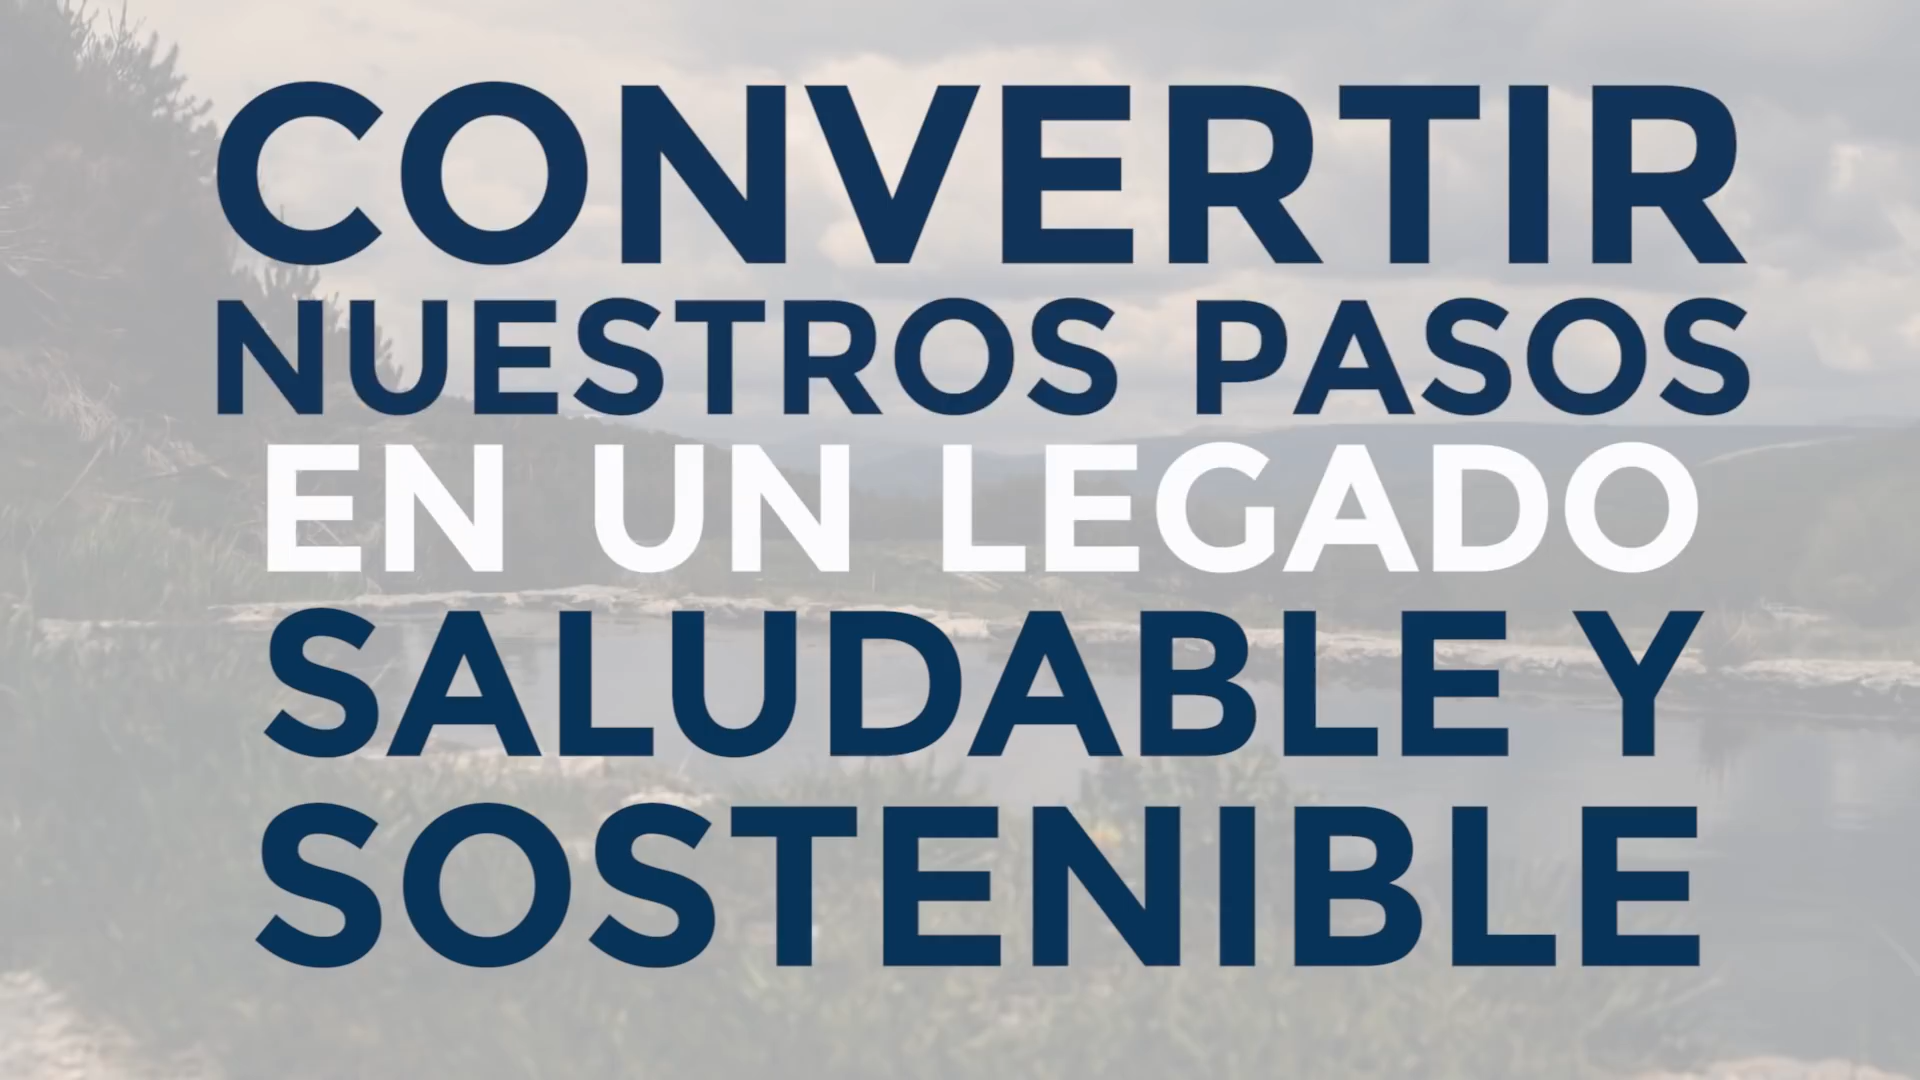 CONVERTIR
NUESTROS PASOS
EN UN LEGADO
SALUDABLE Y
SOSTENIBLE